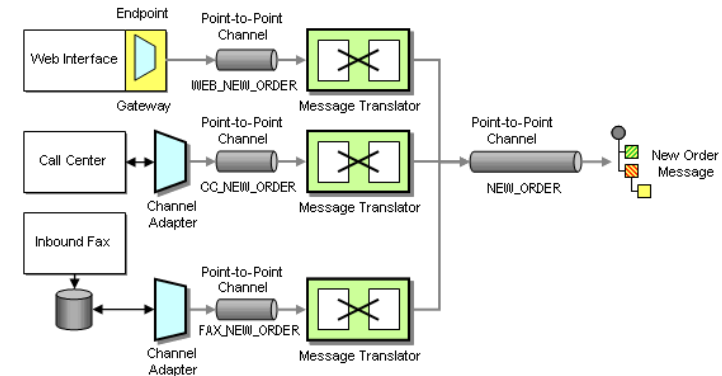 Endpoint
Point-to-Point
Channel
Web Interface
WEB_NEW_ORDER
Gateway
Message Translator
Point-to-Point
Channel
Point-to-Point
Channel
Call Center
New Order
Message
CC_NEW_ORDER
NEW_ORDER
Channel
Adapter
Message Translator
Inbound Fax
Point-to-Point
Channel
FAX_NEW_ORDER
Channel
Adapter
Message Translator